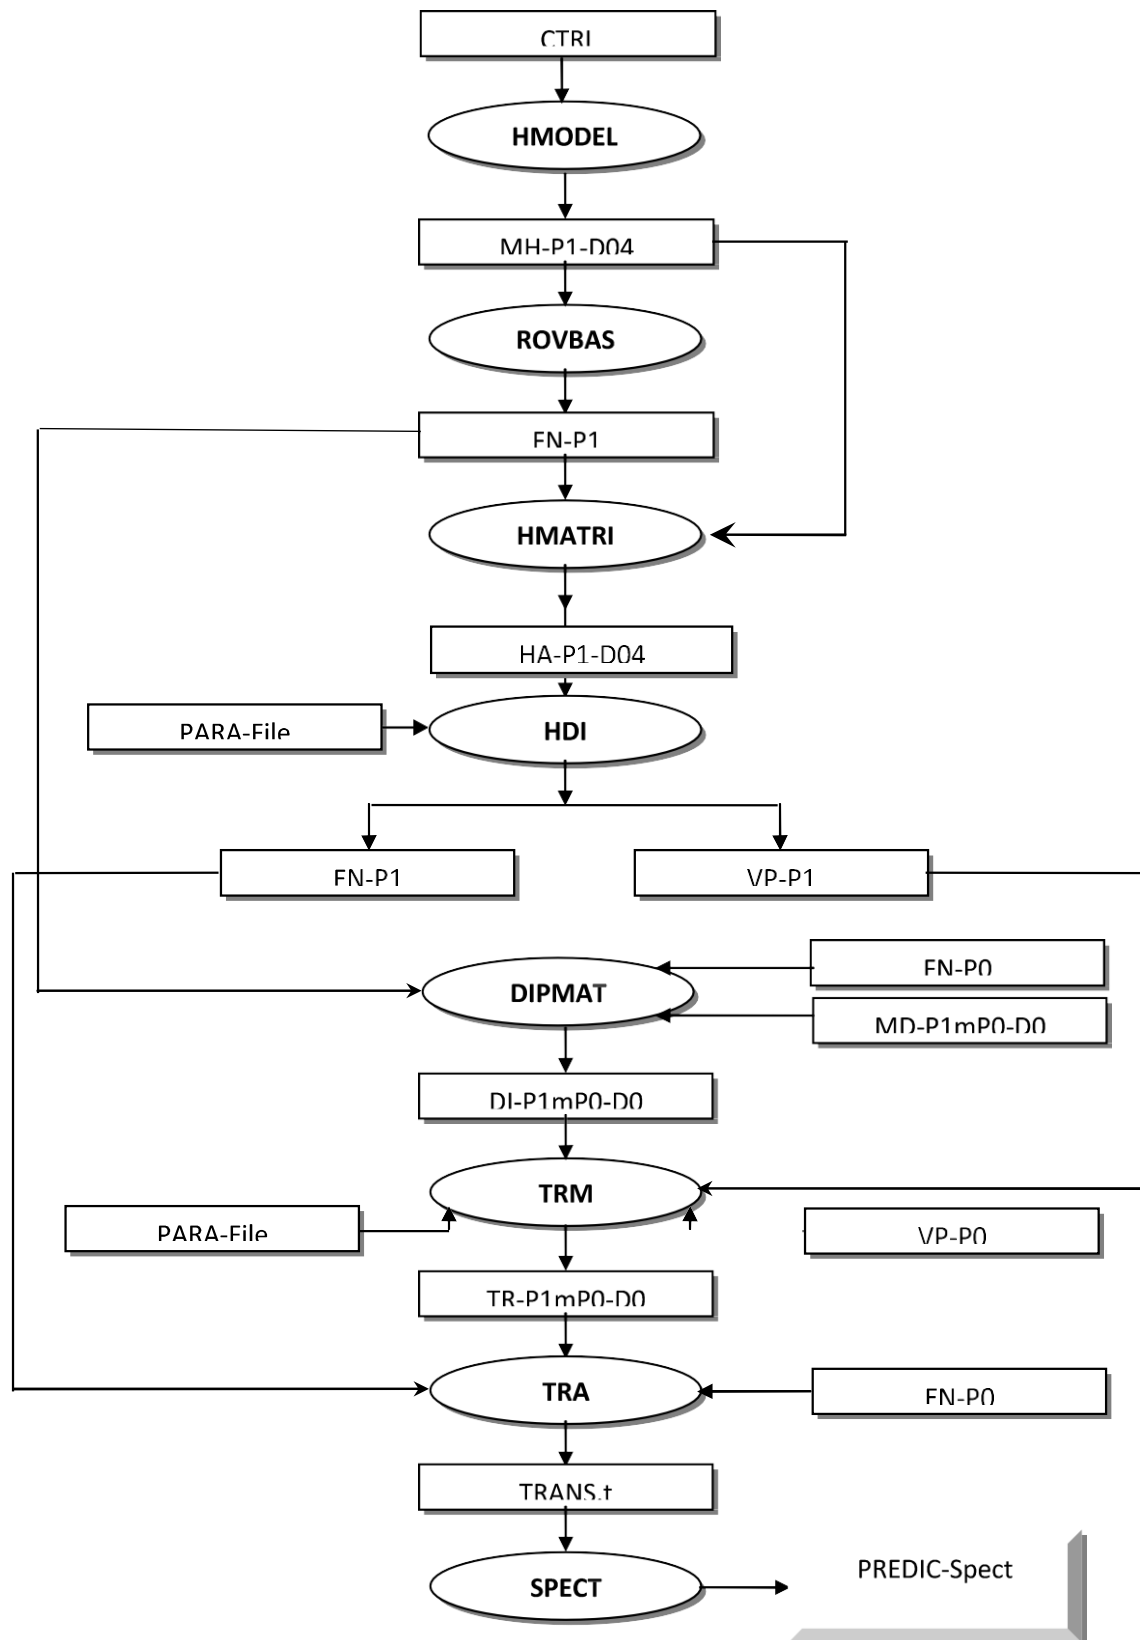 CTRL
HMODEL
MH-P1-D04
ROVBAS
FN-P1
HMATRI
HA-P1-D04
PARA-File
HDI
EN-P1
VP-P1
FN-P0
DIPMAT
MD-P1mP0-D0
DI-P1mP0-D0
TRM
PARA-File
VP-P0
TR-P1mP0-D0
TRA
EN-P0
TRANS.t
SPECT
PREDIC-Spect